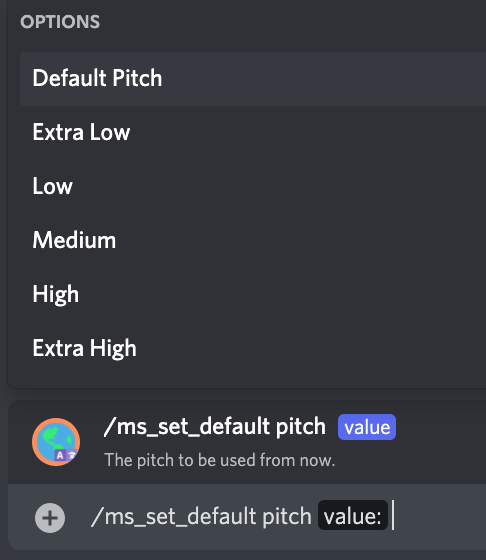 OPTIONS
Default Pitch
Extra Low
Low
Medium
High
Extra High
/ms_set_default pitch value
The pitch to be used from now.
/ms_set_default pitch value: